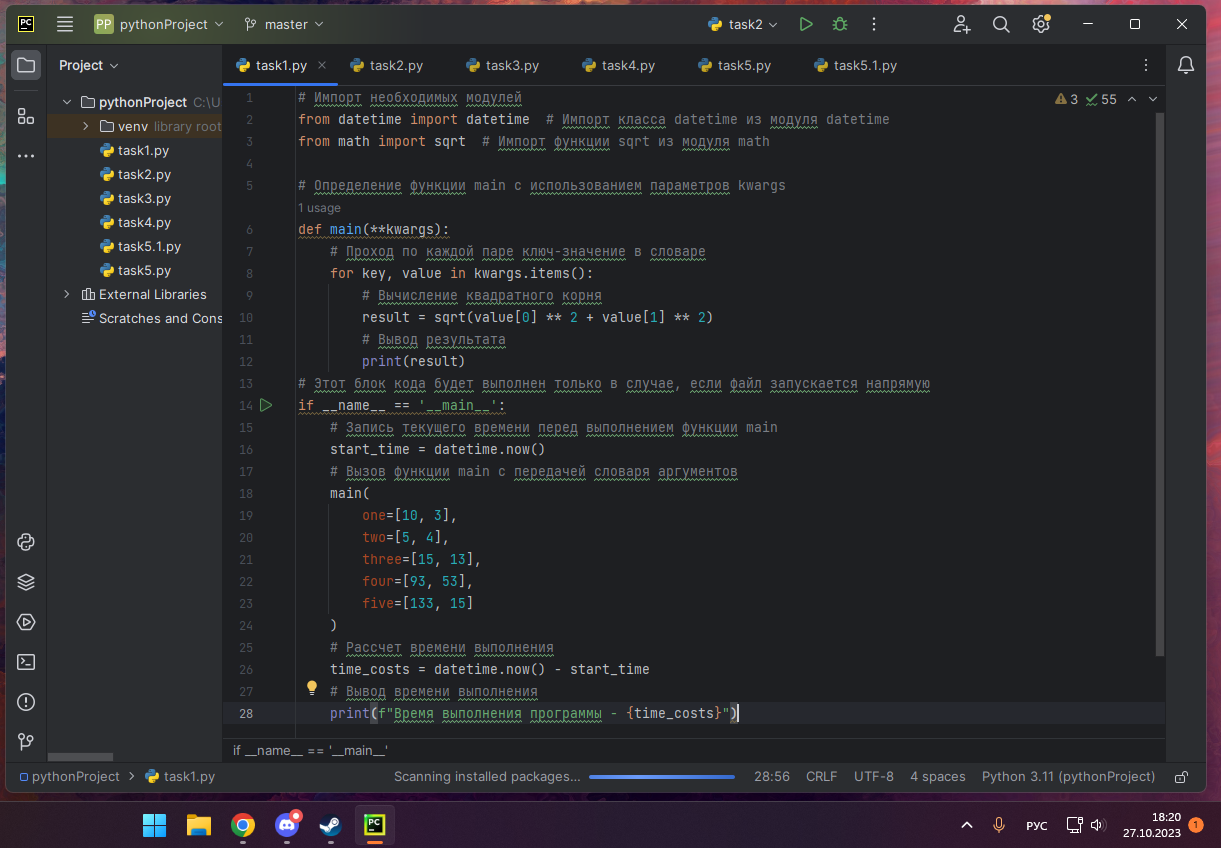 PC PP pythonProject master task2
Project task1.py task2.py task3.py task4.py task5.py task5.1.py
pythonProject C:\U
venv library root
task1.py
task2.py
task3.py
task4.py
task5.1.py
task5.py
External Libraries
Scratches and Cons
3 55
1 # Импорт необходимых модулей
2 from datetime import datetime # Импорт класса datetime из модуля datetime
3 from math import sqrt # Импорт функции sqrt из модуля math
4
5 # Определение функции main с использованием параметров kwargs
1 usage
6 def main(**kwargs):
7 # Проход по каждой паре ключ-значение в словаре
8 for key, value in kwargs.items():
9 # Вычисление квадратного корня
10 result = sqrt(value[0] ** 2 + value[1] ** 2)
11 # Вывод результата
12 print(result)
13 # Этот блок кода будет выполнен только в случае, если файл запускается напрямую
14 if __name__ == '__main__':
15 # Запись текущего времени перед выполнением функции main
16 start_time = datetime.now()
17 # Вызов функции main с передачей словаря аргументов
18 main(
19 one=[10, 3],
20 two=[5, 4],
21 three=[15, 13],
22 four=[93, 53],
23 five=[133, 15]
24 )
25 # Рассчет времени выполнения
26 time_costs = datetime.now() - start_time
27 # Вывод времени выполнения
28 print(f"Время выполнения программы - {time_costs}")
if __name__ == '__main__'
pythonProject task1.py Scanning installed packages... 28:56 CRLF UTF-8 4 spaces Python 3.11 (pythonProject)
PC РУС 18:20 1
27.10.2023